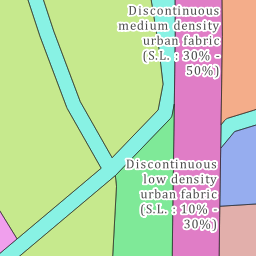 Discontinuous
medium density
urban fabric
(S.L. : 30% -
50%)
Discontinuous
low density
urban fabric
(S.L. : 10% -
30%)